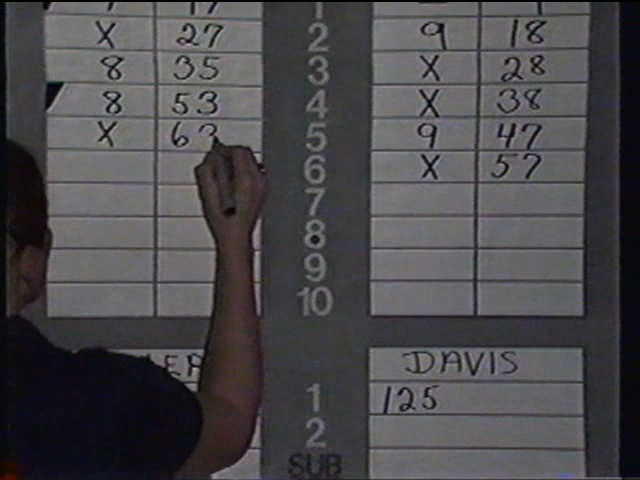 X 27 2 9 18
8 35 3 X 28
8 53 4 X 38
X 63 5 9 47
6 X 57
7
8
9
10
DAVIS
1 125
2
SUB